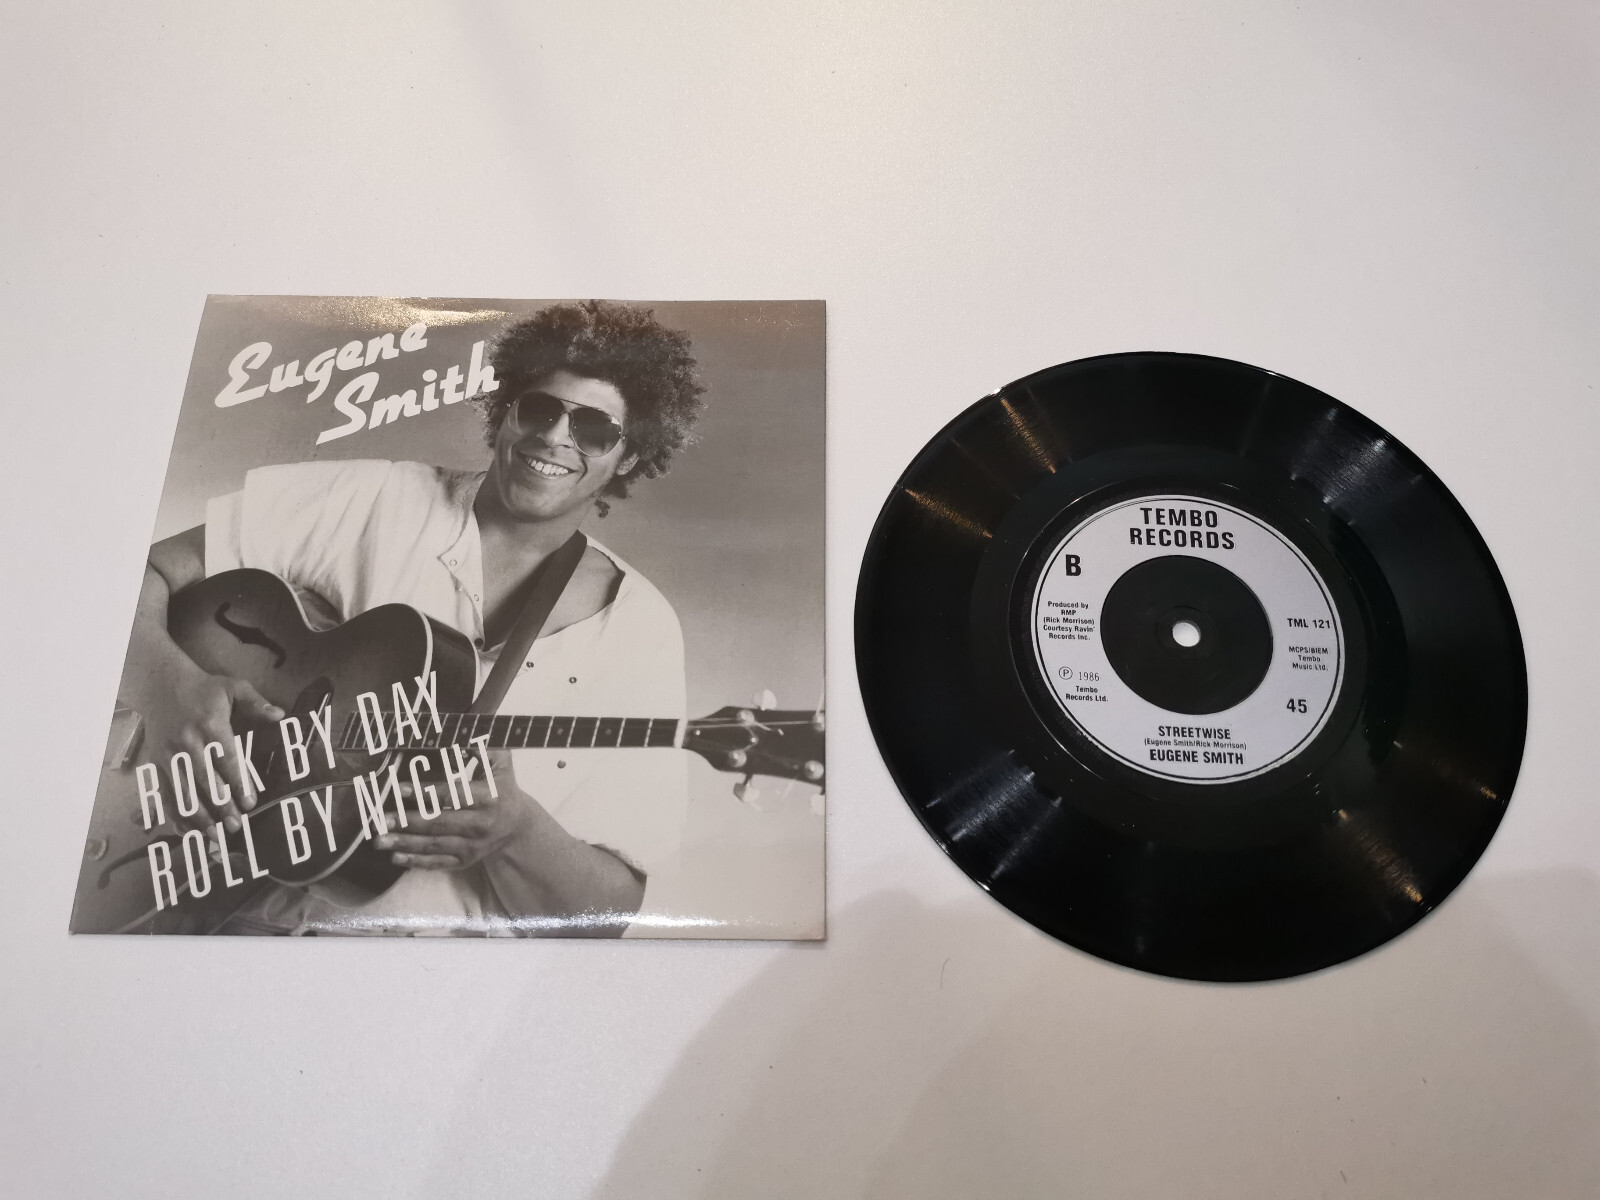 Eugene
Smith
ROCK BY DAY
ROLL BY NIGHT
TEMBO
RECORDS
B
Produced by
RMP
(Rick Morrison)
Courtesy Ravin'
Records Inc.
Ⓟ 1986
Tembo
Records Ltd.
TML 121
MCPS/BIEM
Tembo
Music Ltd.
45
STREETWISE
(Eugene Smith/Rick Morrison)
EUGENE SMITH